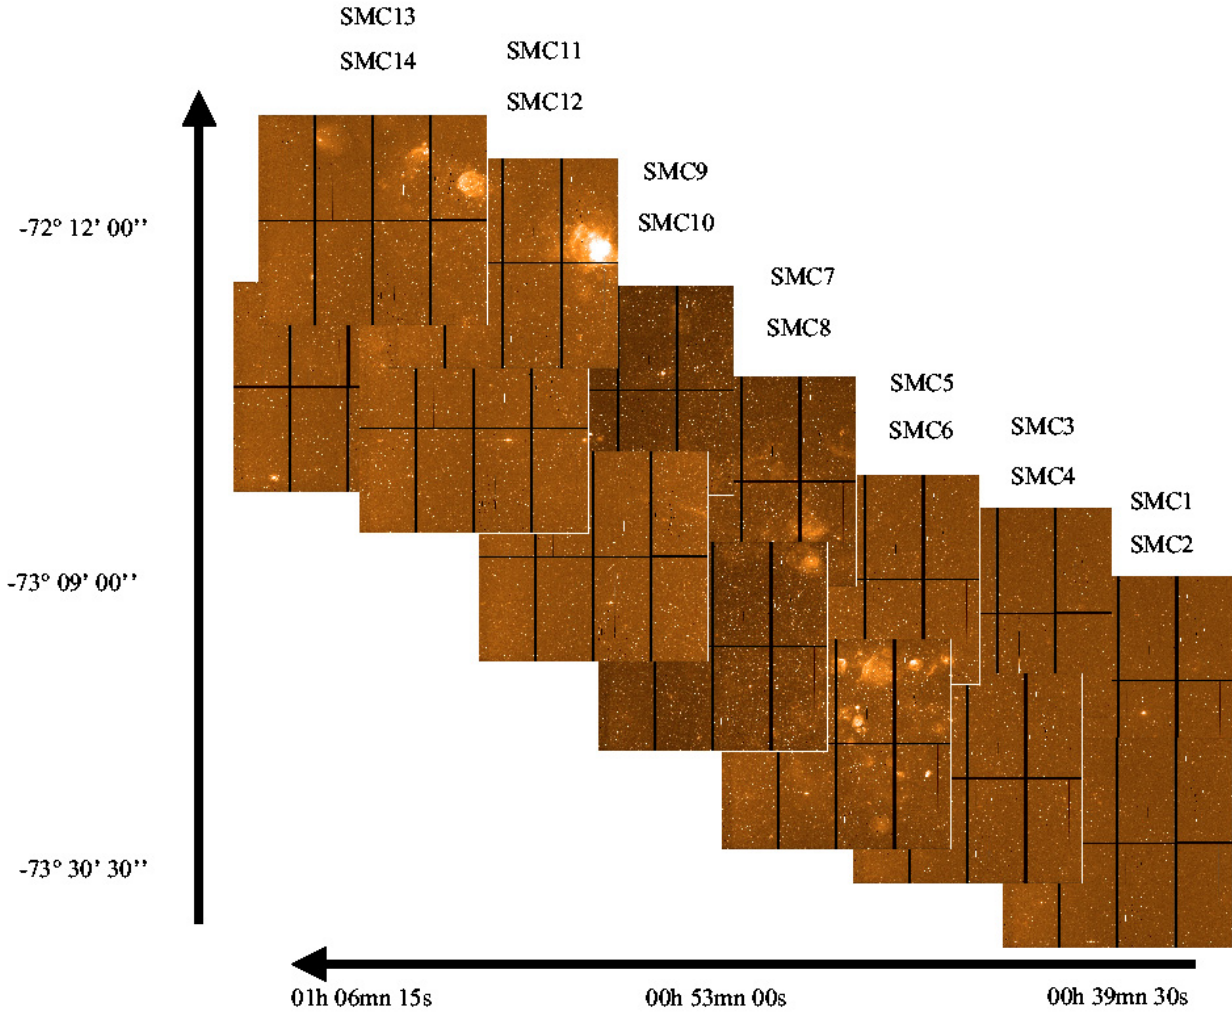 SMC13
SMC14
SMC11
SMC12
SMC9
SMC10
SMC7
SMC8
SMC5
SMC6
SMC3
SMC4
SMC1
SMC2
-72° 12’ 00’’
-73° 09’ 00’’
-73° 30’ 30’’
01h 06mn 15s
00h 53mn 00s
00h 39mn 30s